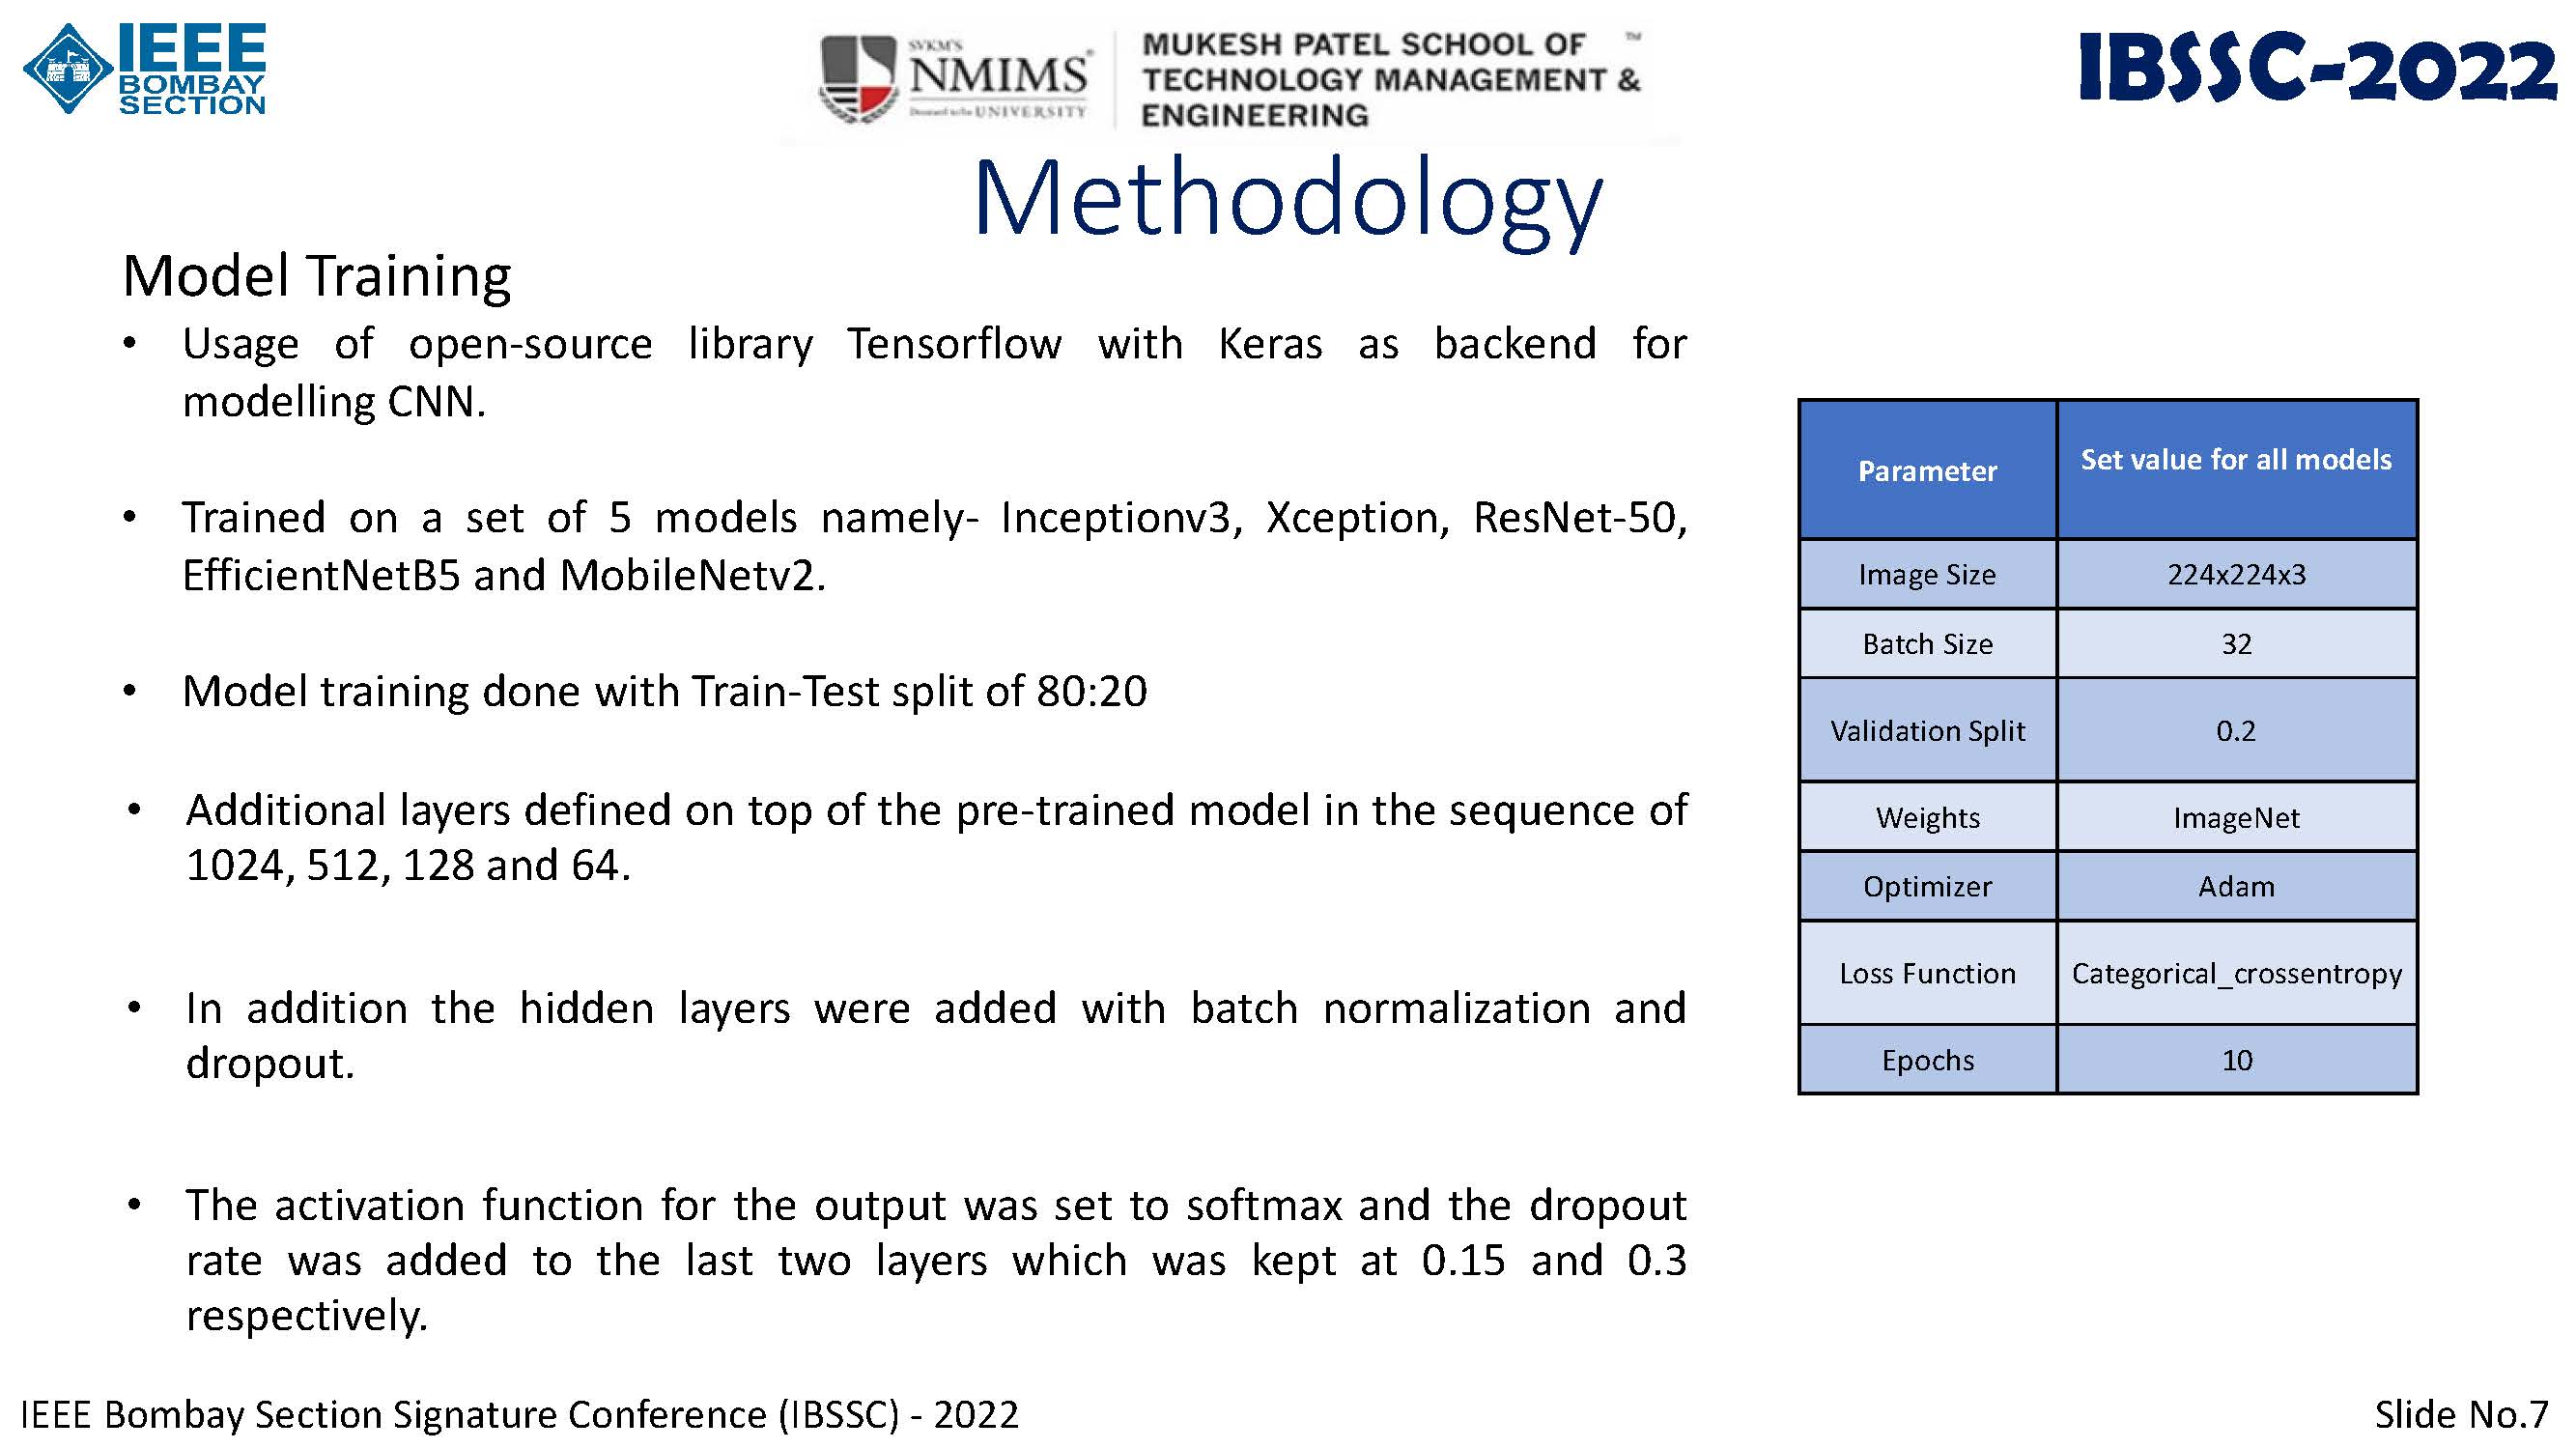 IEEE
BOMBAY
SECTION
SVKM'S
NMIMS
Deemed to be UNIVERSITY
MUKESH PATEL SCHOOL OF ™
TECHNOLOGY MANAGEMENT &
ENGINEERING
IBSSC-2022
Methodology
Model Training
• Usage of open-source library Tensorflow with Keras as backend for
modelling CNN.
• Trained on a set of 5 models namely- Inceptionv3, Xception, ResNet-50,
EfficientNetB5 and MobileNetv2.
• Model training done with Train-Test split of 80:20
• Additional layers defined on top of the pre-trained model in the sequence of
1024, 512, 128 and 64.
• In addition the hidden layers were added with batch normalization and
dropout.
• The activation function for the output was set to softmax and the dropout
rate was added to the last two layers which was kept at 0.15 and 0.3
respectively.
Parameter Set value for all models
Image Size 224x224x3
Batch Size 32
Validation Split 0.2
Weights ImageNet
Optimizer Adam
Loss Function Categorical_crossentropy
Epochs 10
IEEE Bombay Section Signature Conference (IBSSC) - 2022
Slide No.7